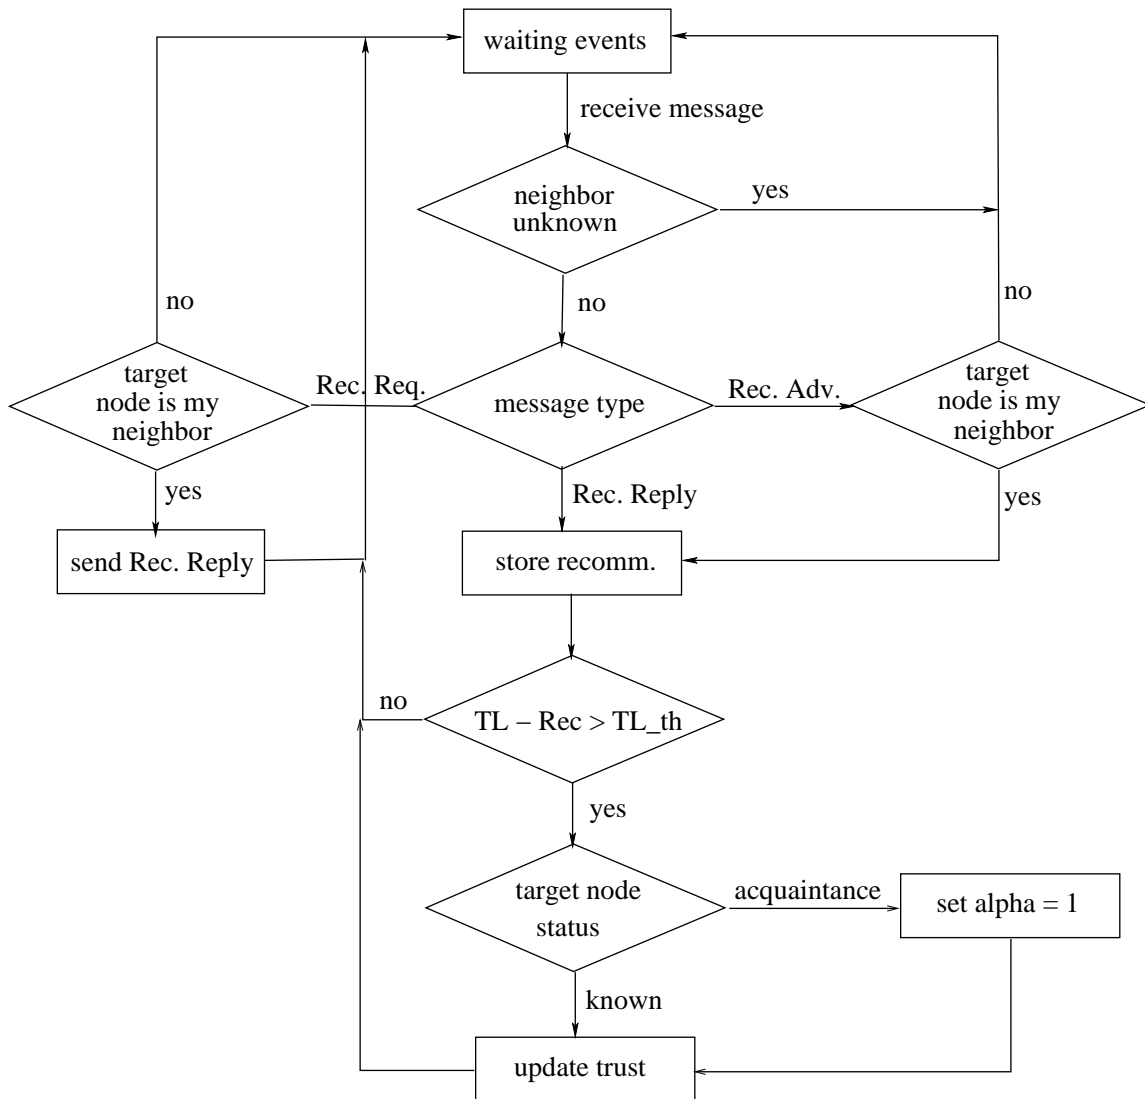 waiting events
receive message
neighbor
unknown
yes
no
no
no
target
node is my
neighbor
Rec. Req.
message type
Rec. Adv.
target
node is my
neighbor
yes
Rec. Reply
yes
send Rec. Reply
store recomm.
no
TL – Rec > TL_th
yes
target node
status
acquaintance
set alpha = 1
known
update trust